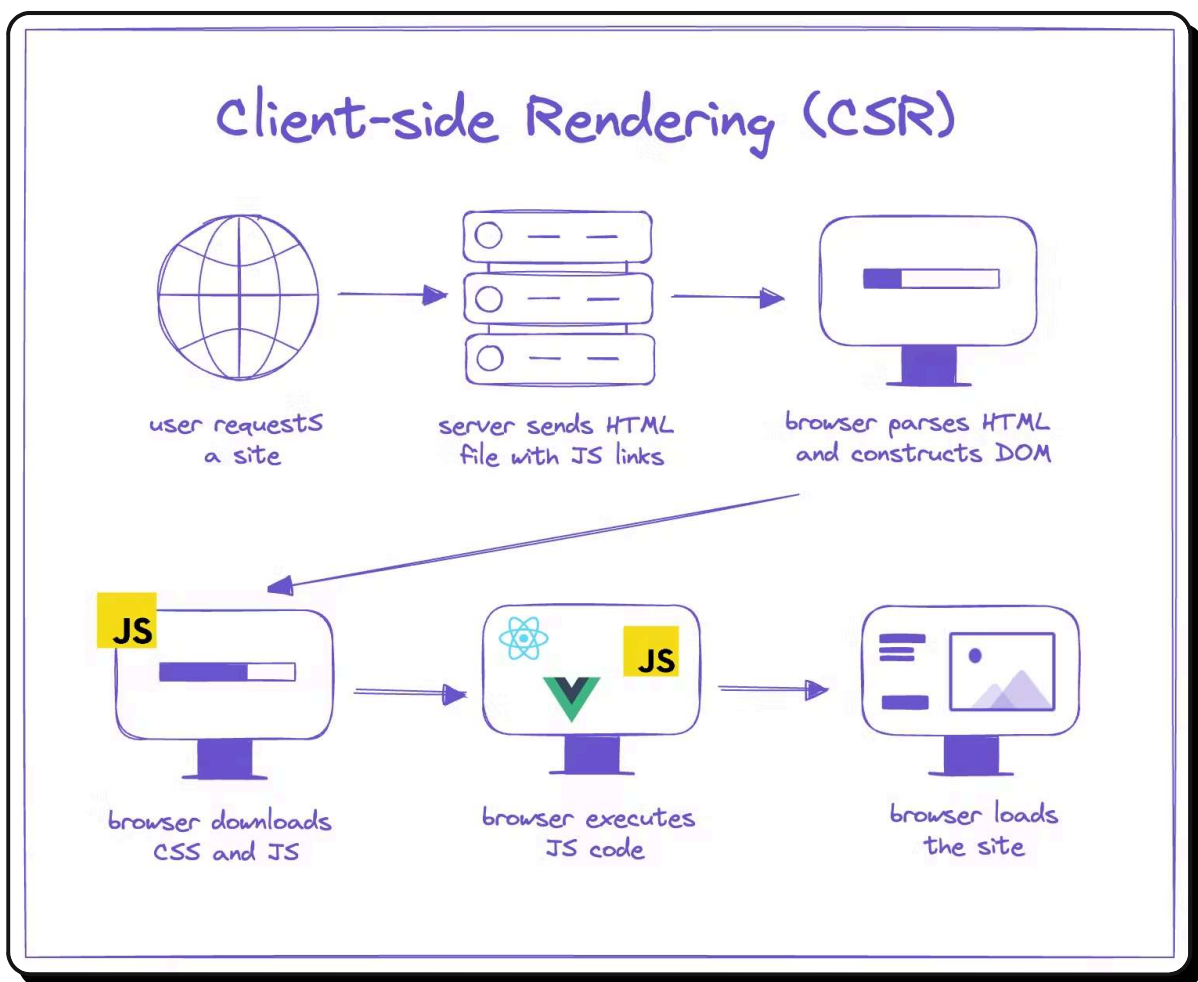 Client-side Rendering (CSR)
user requests
a site
server sends HTML
file with JS links
browser parses HTML
and constructs DOM
JS
JS
browser downloads
CSS and JS
browser executes
JS code
browser loads
the site